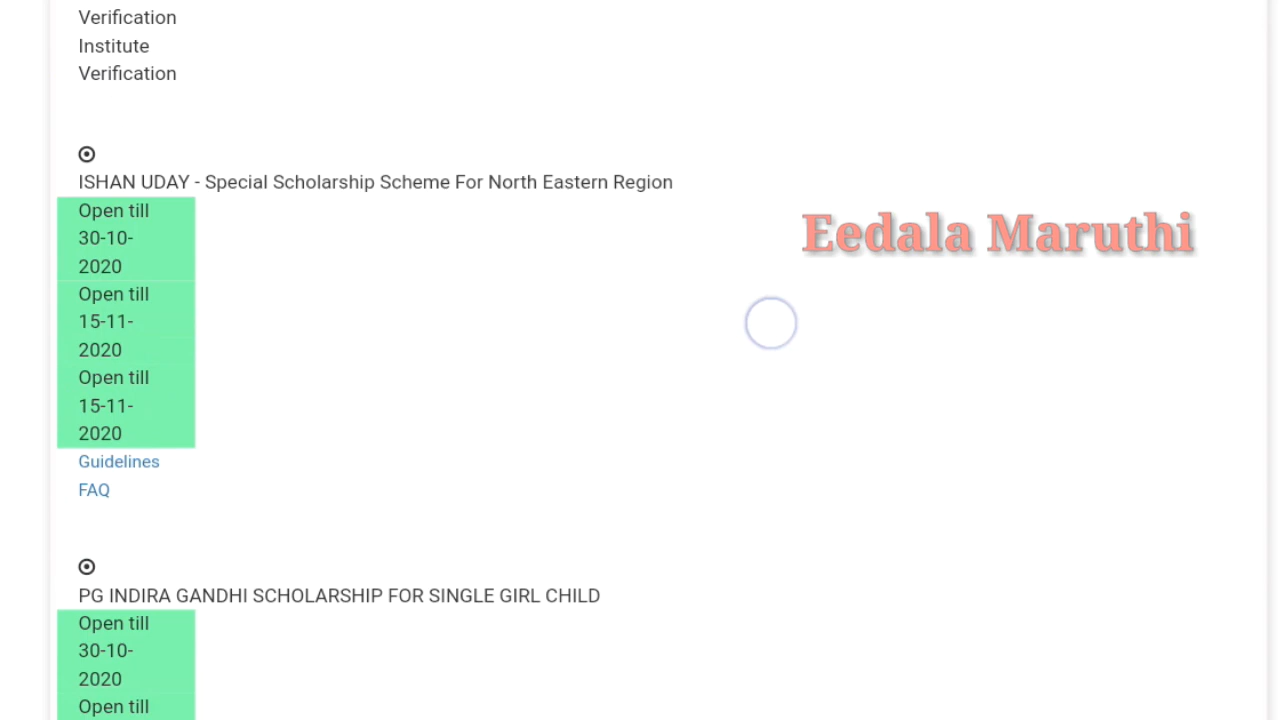 Verification
Institute
Verification
ISHAN UDAY - Special Scholarship Scheme For North Eastern Region
Open till
30-10-
2020
Eedala Maruthi
Open till
15-11-
2020
Open till
15-11-
2020
Guidelines
FAQ
PG INDIRA GANDHI SCHOLARSHIP FOR SINGLE GIRL CHILD
Open till
30-10-
2020
Open till